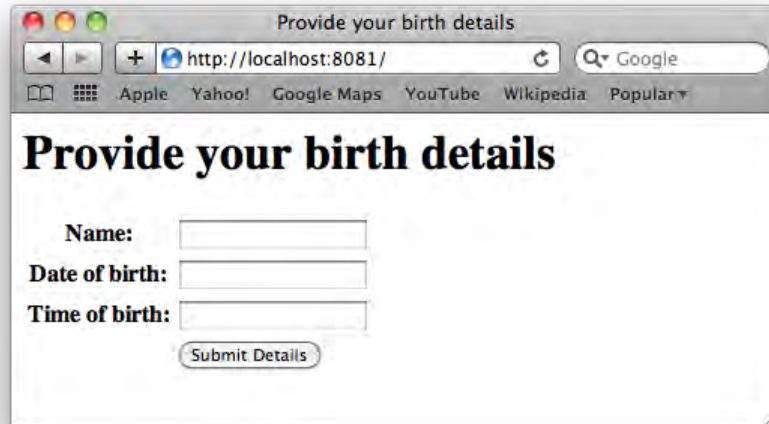 Provide your birth details
http://localhost:8081/
Google
Apple Yahoo! Google Maps YouTube Wikipedia Popular
Provide your birth details
Name:
Date of birth:
Time of birth:
Submit Details